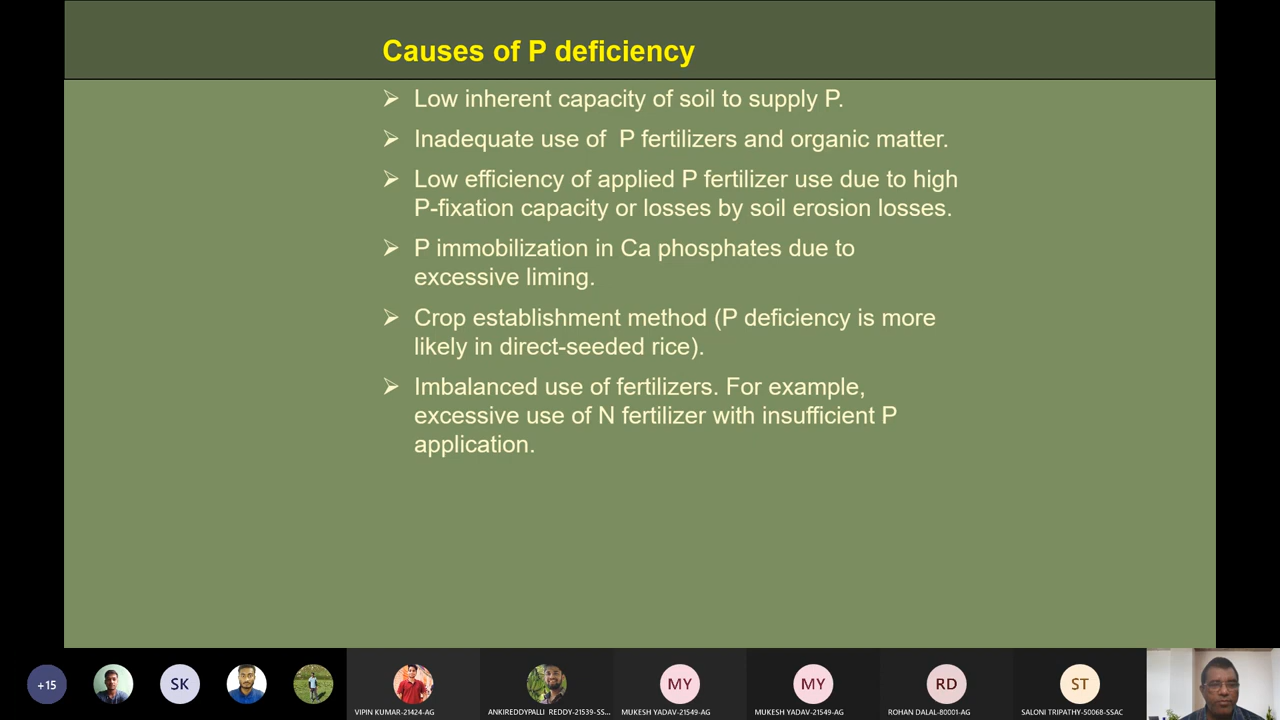 Causes of P deficiency
➢ Low inherent capacity of soil to supply P.
➢ Inadequate use of  P fertilizers and organic matter.
➢ Low efficiency of applied P fertilizer use due to high
P-fixation capacity or losses by soil erosion losses.
➢ P immobilization in Ca phosphates due to
excessive liming.
➢ Crop establishment method (P deficiency is more
likely in direct-seeded rice).
➢ Imbalanced use of fertilizers. For example,
excessive use of N fertilizer with insufficient P
application.
+15
SK
MY
MY
RD
ST
VIPIN KUMAR-21424-AG
ANKIREDDYPALLI REDDY-21539-SS...
MUKESH YADAV-21549-AG
MUKESH YADAV-21549-AG
ROHAN DALAL-80001-AG
SALONI TRIPATHY-50068-SSAC